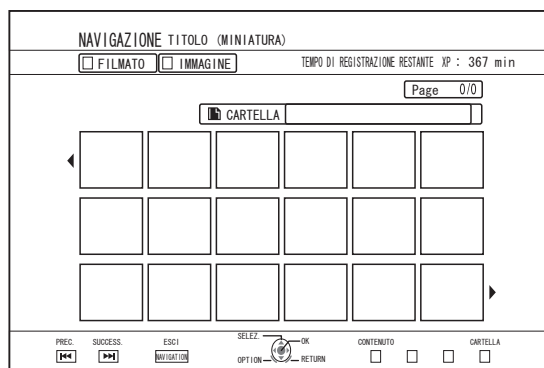 NAVIGAZIONE TITOLO (MINIATURA)
FILMATO IMMAGINE TEMPO DI REGISTRAZIONE RESTANTE XP : 367 min
Page 0/0
CARTELLA
PREC. SUCCESS. ESCI SELEZ. OK CONTENUTO CARTELLA
NAVIGATION OPTION RETURN